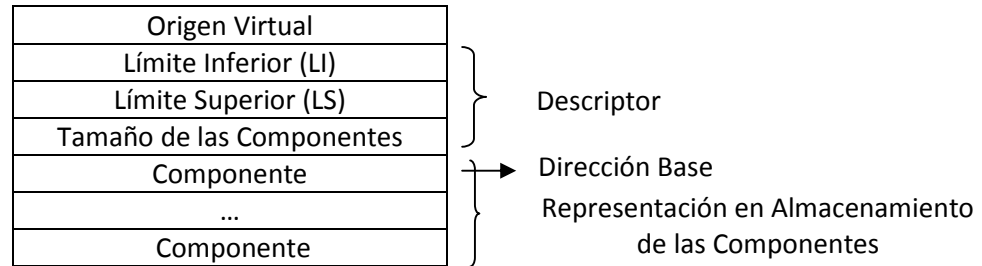 Origen Virtual
Límite Inferior (LI)
Límite Superior (LS)
Tamaño de las Componentes
Componente
...
Componente
Descriptor
Dirección Base
Representación en Almacenamiento
de las Componentes